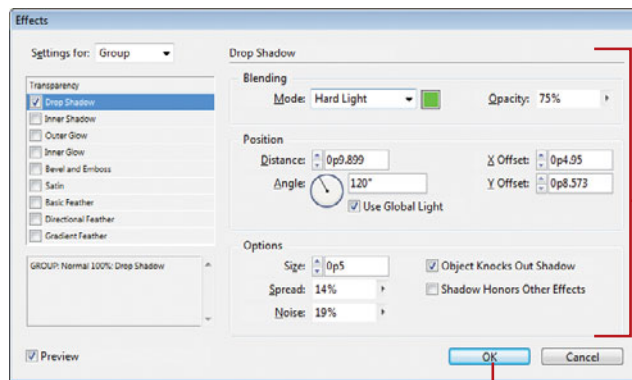 Effects
Settings for: Group
Transparency
Drop Shadow
Inner Shadow
Outer Glow
Inner Glow
Bevel and Emboss
Satin
Basic Feather
Directional Feather
Gradient Feather
GROUP: Normal 100%; Drop Shadow
Preview
Drop Shadow
Blending
Mode: Hard Light Opacity: 75%
Position
Distance: 0p9.899 X Offset: 0p4.95
Angle: 120° Y Offset: 0p8.573
Use Global Light
Options
Size: 0p5 Object Knocks Out Shadow
Spread: 14% Shadow Honors Other Effects
Noise: 19%
OK Cancel